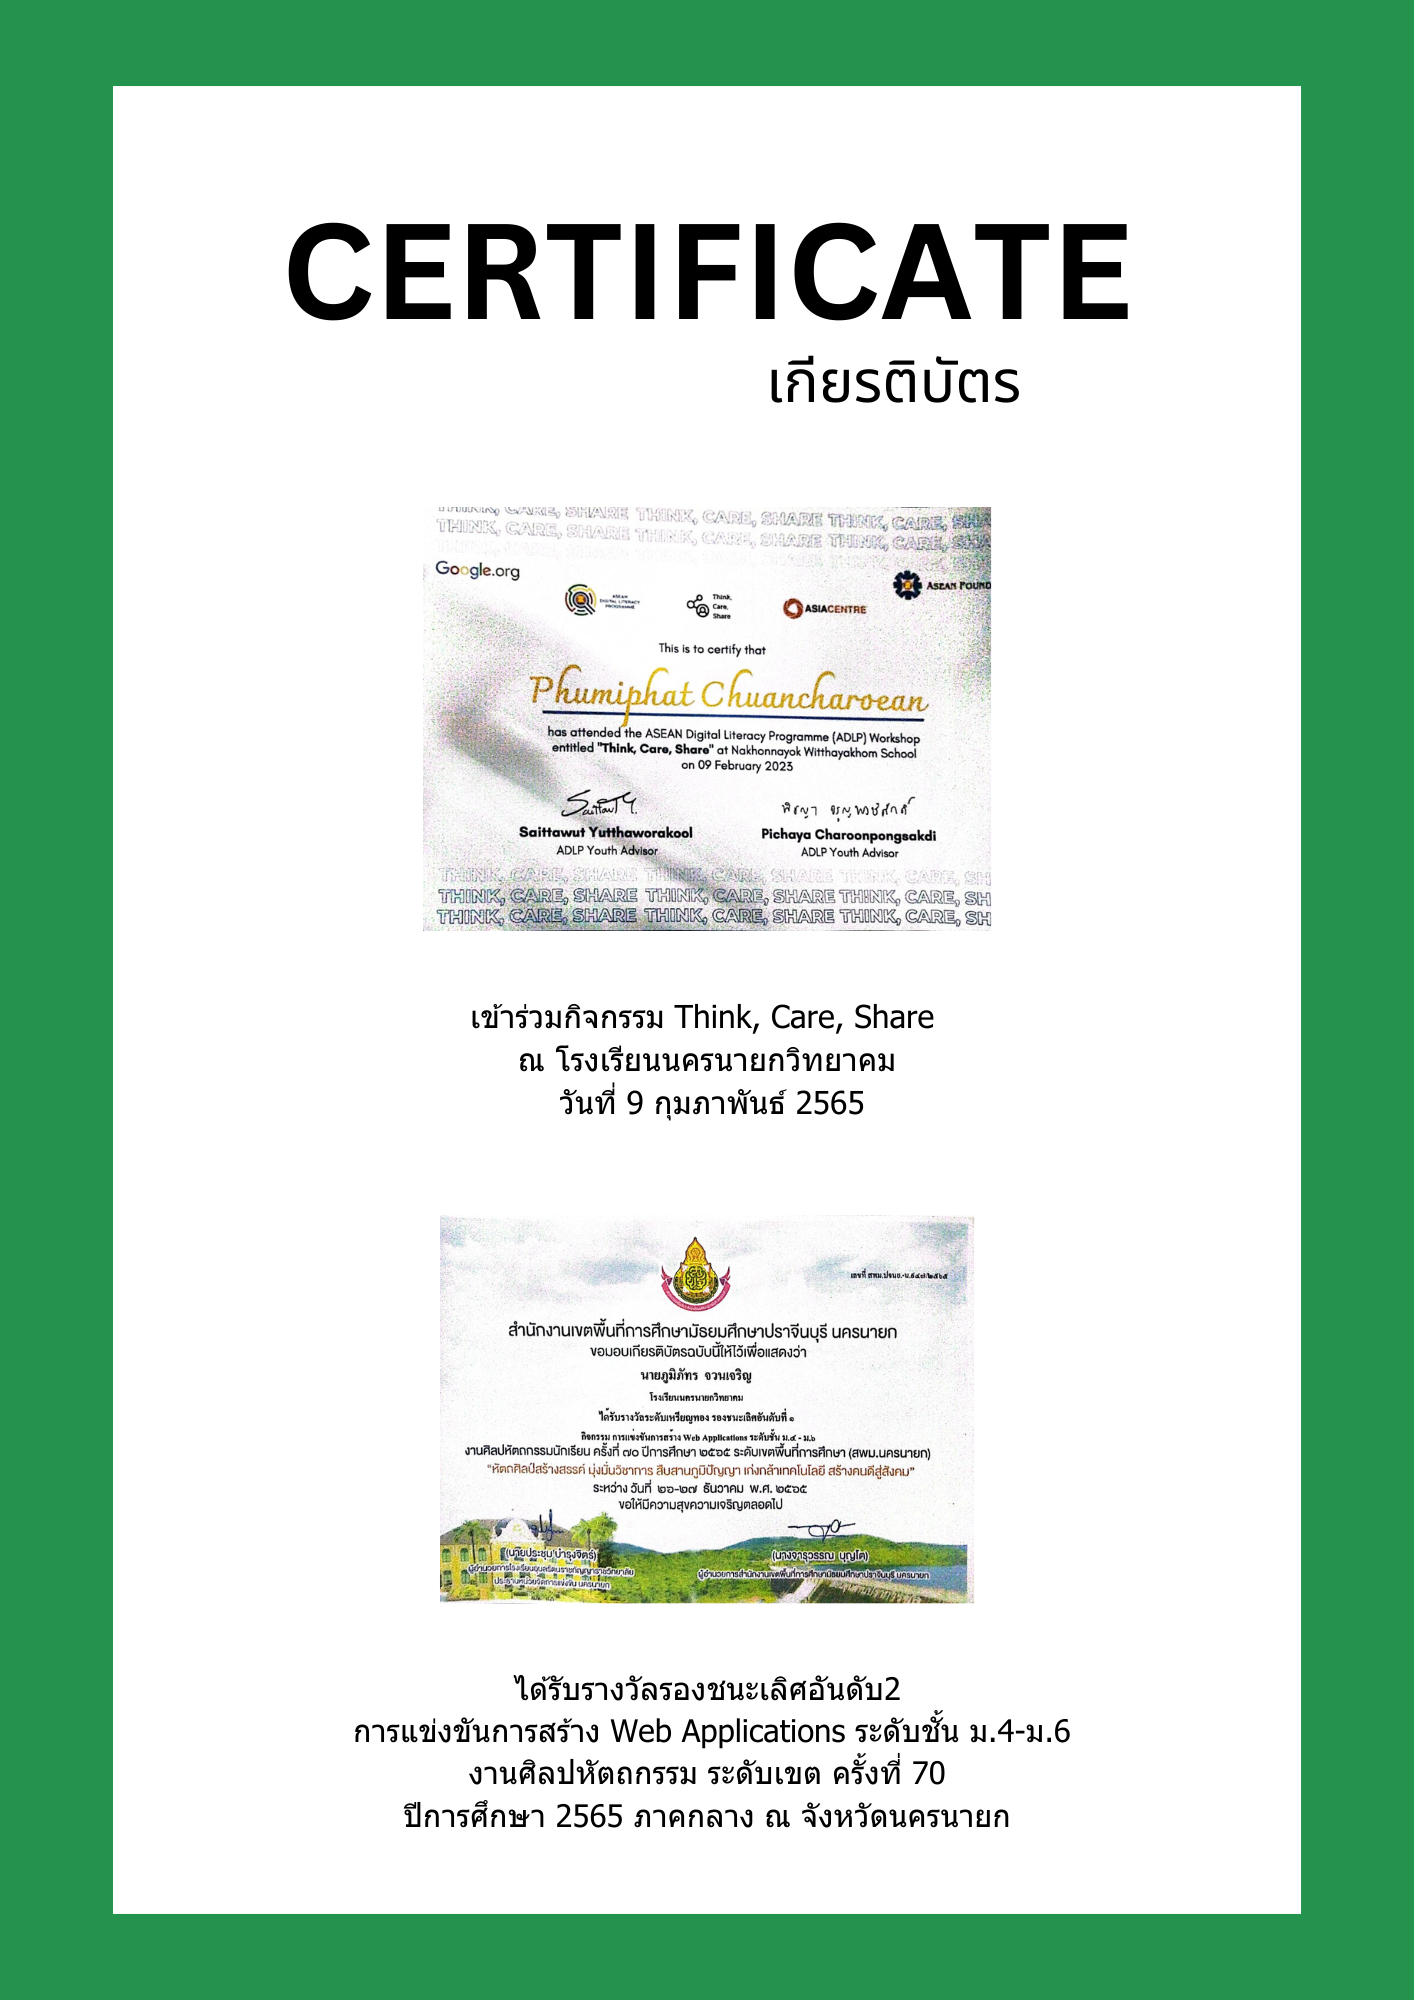 CERTIFICATE
เกียรติบัตร
THINK, CARE, SHARE THINK, CARE, SHARE THINK, CARE, SHA
THINK, CARE, SHARE THINK, CARE, SHARE THINK, CARE, SHA
Google.org
ASEAN FOUND
ASEAN
DIGITAL LITERACY
PROGRAMME
Think,
Care,
Share
ASIACENTRE
This is to certify that
Phumiphat Chuancharoean
has attended the ASEAN Digital Literacy Programme (ADLP) Workshop
entitled "Think, Care, Share" at Nakhonnayok Witthayakhom School
on 09 February 2023
Saittawut Yutthaworakool
ADLP Youth Advisor
Pichaya Charoonpongsakdi
ADLP Youth Advisor
THINK, CARE, SHARE THINK, CARE, SHARE THINK, CARE, SH
THINK, CARE, SHARE THINK, CARE, SHARE THINK, CARE, SH
THINK, CARE, SHARE THINK, CARE, SHARE THINK, CARE, SH
เข้าร่วมกิจกรรม Think, Care, Share
ณ โรงเรียนนครนายกวิทยาคม
วันที่ 9 กุมภาพันธ์ 2565
สำนักงานเขตพื้นที่การศึกษามัธยมศึกษาปราจีนบุรี นครนายก
ขอมอบเกียรติบัตรฉบับนี้ให้ไว้เพื่อแสดงว่า
นายภูมิภัทร จวนเจริญ
โรงเรียนนครนายกวิทยาคม
ได้รับรางวัลระดับเหรียญทอง รองชนะเลิศอันดับที่ ๑
กิจกรรม การแข่งขันการสร้าง Web Applications ระดับชั้น ม.๔ - ม.๖
งานศิลปหัตถกรรมนักเรียน ครั้งที่ ๗๐ ปีการศึกษา ๒๕๖๕ ระดับเขตพื้นที่การศึกษา (สพม.นครนายก)
"หัตถศิลป์สร้างสรรค์ มุ่งมั่นวิชาการ สืบสานภูมิปัญญา เก่งกล้าเทคโนโลยี สร้างคนดีสู่สังคม"
ระหว่าง วันที่ ๒๖-๒๗ ธันวาคม พ.ศ. ๒๕๖๕
ขอให้มีความสุขความเจริญตลอดไป
(นายประชุม บำรุงจิตร์)
ประธานหน่วยจัดการแข่งขัน นครนายก
(นางจารุวรรณ บุญโต)
ผู้อำนวยการสำนักงานเขตพื้นที่การศึกษามัธยมศึกษาปราจีนบุรี นครนายก
ได้รับรางวัลรองชนะเลิศอันดับ2
การแข่งขันการสร้าง Web Applications ระดับชั้น ม.4-ม.6
งานศิลปหัตถกรรม ระดับเขต ครั้งที่ 70
ปีการศึกษา 2565 ภาคกลาง ณ จังหวัดนครนายก